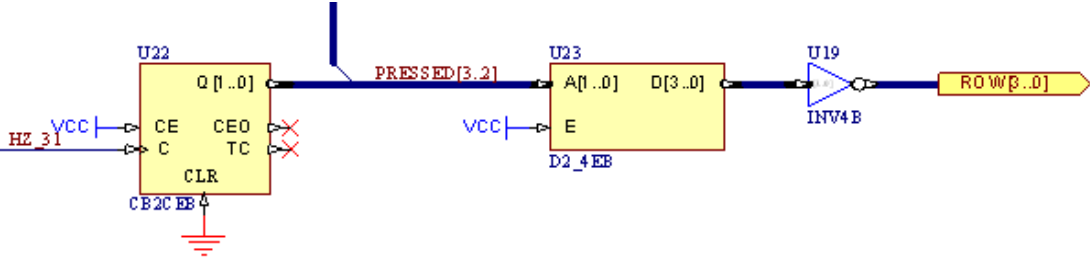 U22
Q [1..0]
VCC
CE
CEO
HZ_31
C
TC
CLR
CB2CEB
PRESSED[3..2]
U23
A[1..0]
D[3..0]
VCC
E
D2_4EB
U19
INV4B
ROW[3..0]